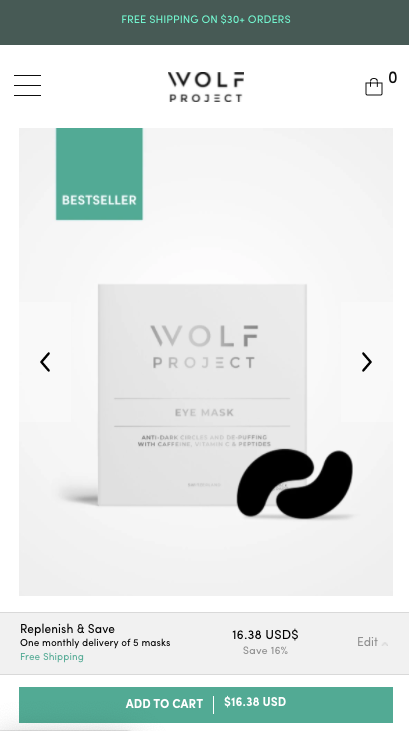 FREE SHIPPING ON $30+ ORDERS
WOLF
PROJECT
0
BESTSELLER
WOLF
PROJECT
EYE MASK
ANTI-DARK CIRCLES AND DE-PUFFING
WITH CAFFEINE, VITAMIN C & PEPTIDES
Replenish & Save
One monthly delivery of 5 masks
Free Shipping
16.38 USD$
Save 16%
Edit
ADD TO CART | $16.38 USD